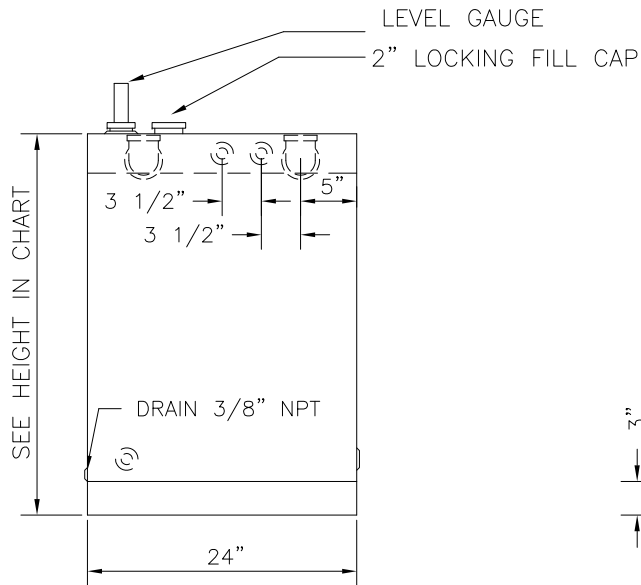 LEVEL GAUGE
2” LOCKING FILL CAP
5”
3 1/2”
3 1/2”
SEE HEIGHT IN CHART
DRAIN 3/8” NPT
3”
24”